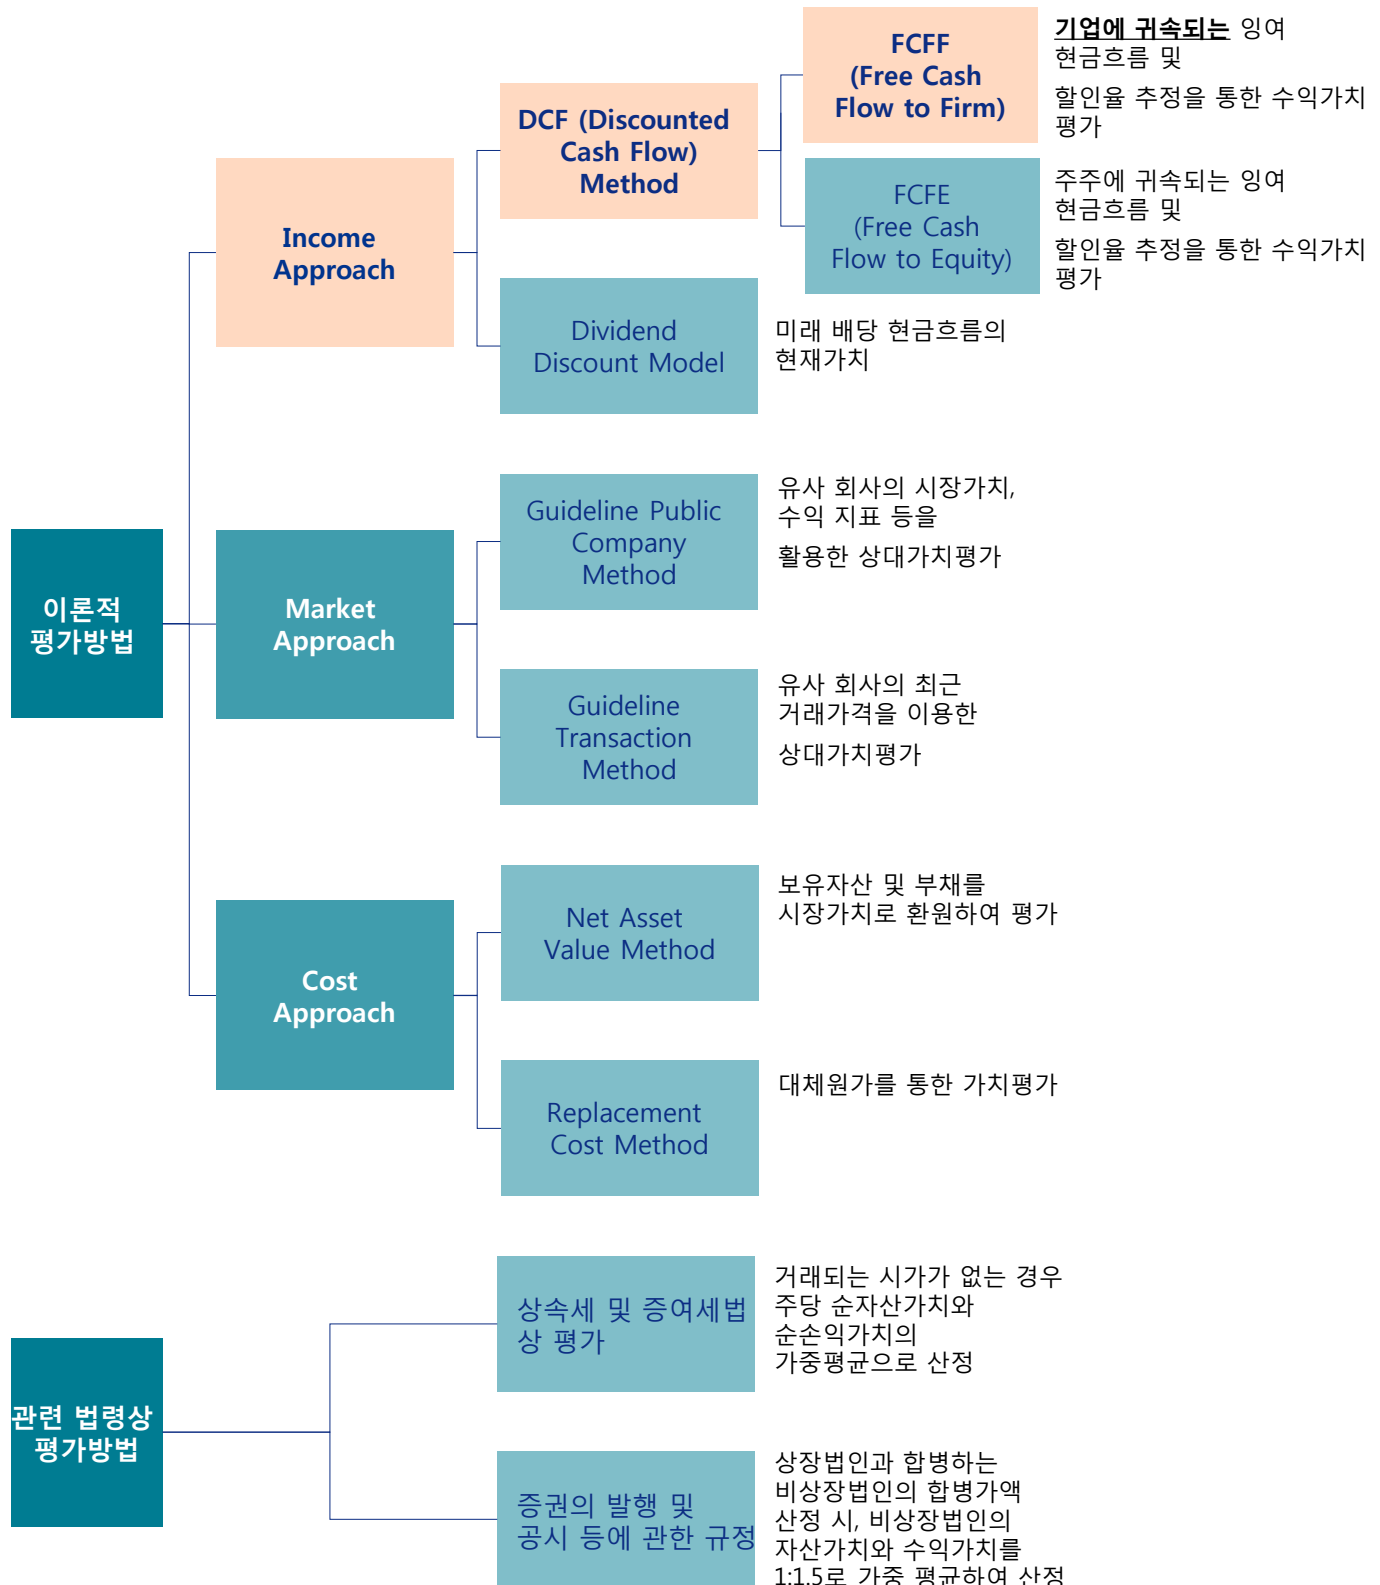 FCFF
(Free Cash
Flow to Firm)
기업에 귀속되는 잉여
현금흐름 및
할인율 추정을 통한 수익가치
평가
DCF (Discounted
Cash Flow)
Method
FCFE
(Free Cash
Flow to Equity)
주주에 귀속되는 잉여
현금흐름 및
할인율 추정을 통한 수익가치
평가
Income
Approach
Dividend
Discount Model
미래 배당 현금흐름의
현재가치
Guideline Public
Company
Method
유사 회사의 시장가치,
수익 지표 등을
활용한 상대가치평가
이론적
평가방법
Market
Approach
Guideline
Transaction
Method
유사 회사의 최근
거래가격을 이용한
상대가치평가
Net Asset
Value Method
보유자산 및 부채를
시장가치로 환원하여 평가
Cost
Approach
Replacement
Cost Method
대체원가를 통한 가치평가
상속세 및 증여세법
상 평가
거래되는 시가가 없는 경우
주당 순자산가치와
순손익가치의
가중평균으로 산정
관련 법령상
평가방법
증권의 발행 및
공시 등에 관한 규정
상장법인과 합병하는
비상장법인의 합병가액
산정 시, 비상장법인의
자산가치와 수익가치를
1:1.5로 가중 평균하여 산정